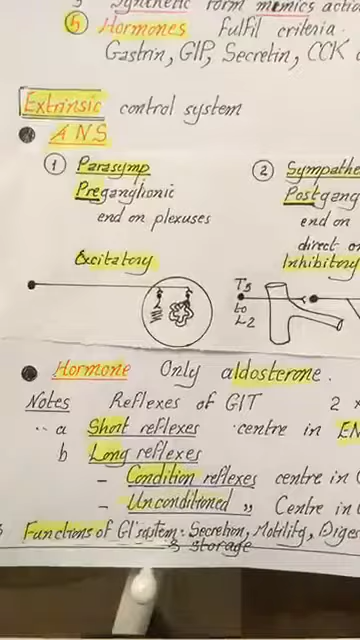 Synthetic form mimics actio
5 Hormones fulfil criteria.
Gastrin, GIP, Secretin, CCK
Extrinsic control system
ANS
1 Parasymp
Preganglionic
end on plexuses
Excitatory
2 Sympathe
Postgang
end on
direct o
Inhibitory
T5
to
L2
Hormone Only aldosterone.
Notes Reflexes of GIT 2
a Short reflexes centre in EN
b Long reflexes
- Condition reflexes centre in
- Unconditioned ,, Centre in
Functions of GI system: Secretion, Motility, Diges
& storage